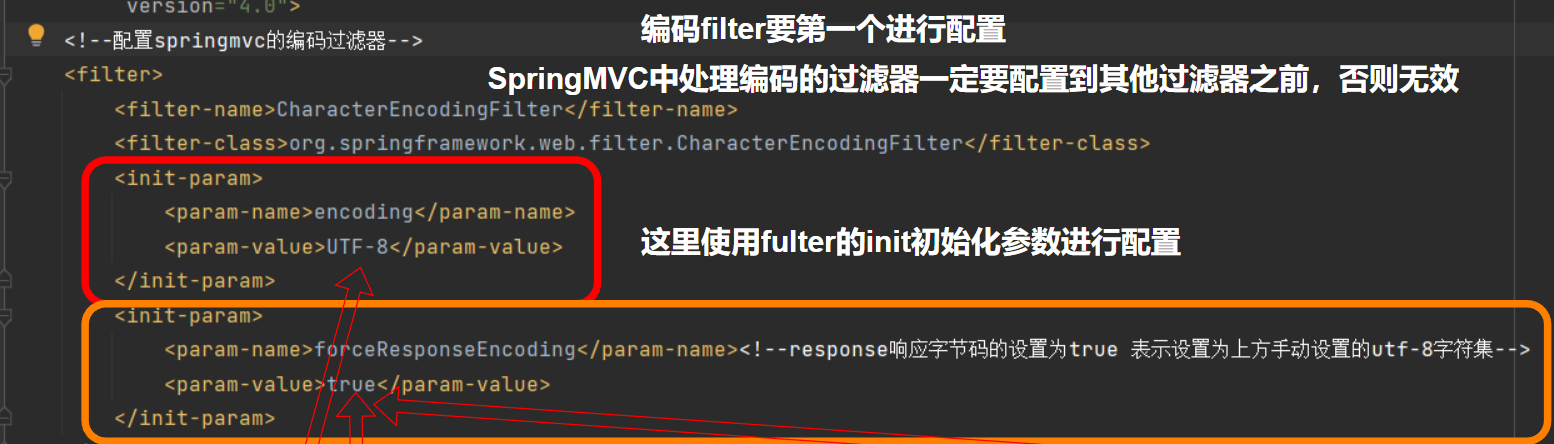 version="4.0">
编码filter要第一个进行配置
<!--配置springmvc的编码过滤器-->
<filter>
SpringMVC中处理编码的过滤器一定要配置到其他过滤器之前，否则无效
<filter-name>CharacterEncodingFilter</filter-name>
<filter-class>org.springframework.web.filter.CharacterEncodingFilter</filter-class>
<init-param>
<param-name>encoding</param-name>
<param-value>UTF-8</param-value>
这里使用fulter的init初始化参数进行配置
</init-param>
<init-param>
<param-name>forceResponseEncoding</param-name><!--response响应字节码的设置为true 表示设置为上方手动设置的utf-8字符集-->
<param-value>true</param-value>
</init-param>